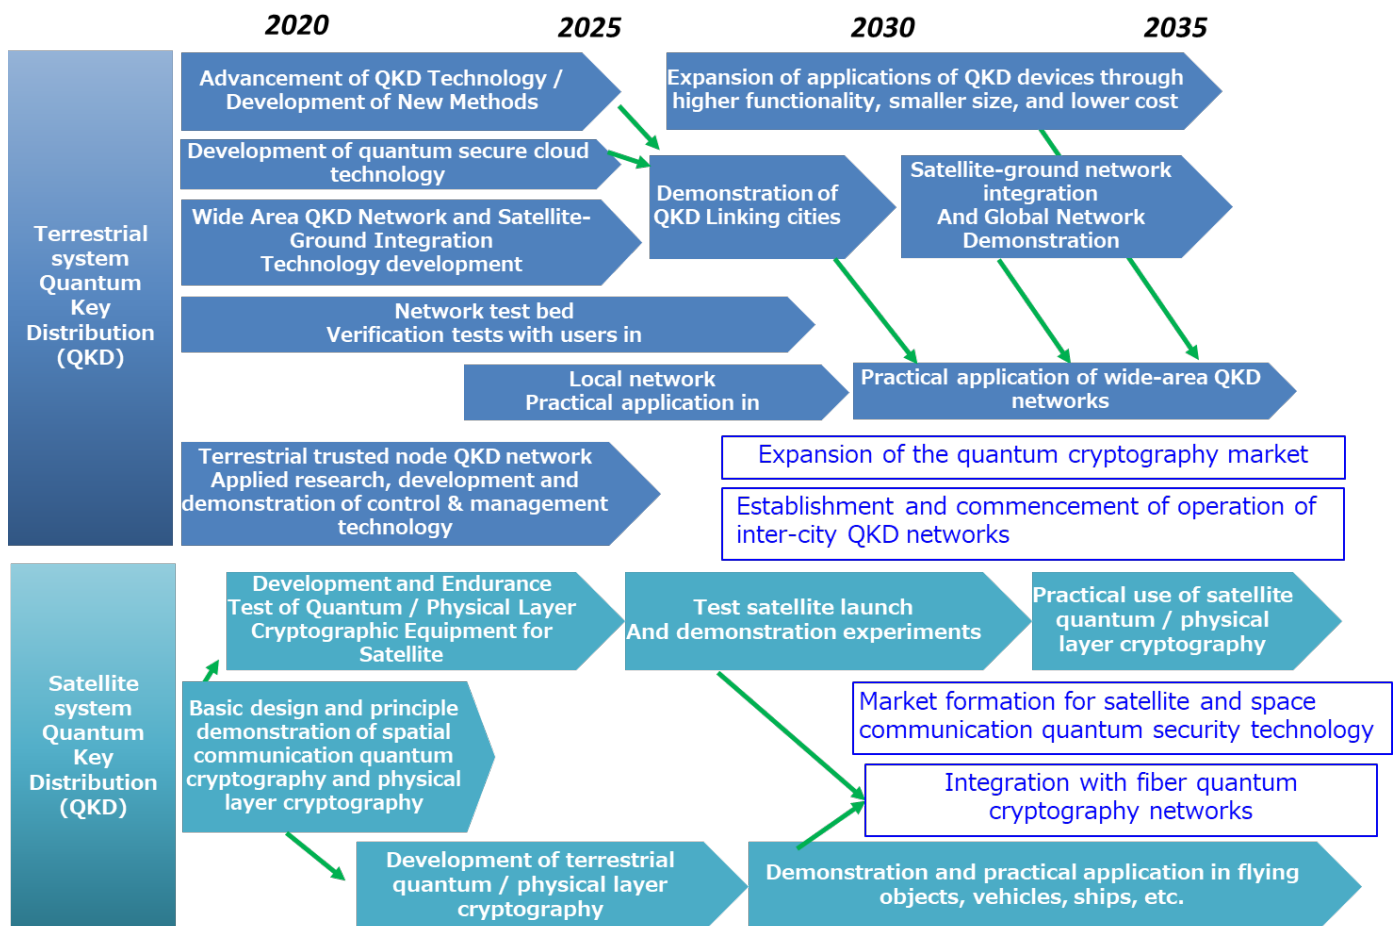 2020
2025
2030
2035
Terrestrial
system
Quantum
Key
Distribution
(QKD)
Advancement of QKD Technology /
Development of New Methods
Expansion of applications of QKD devices through
higher functionality, smaller size, and lower cost
Development of quantum secure cloud
technology
Demonstration of
QKD Linking cities
Satellite-ground network
integration
And Global Network
Demonstration
Wide Area QKD Network and Satellite-
Ground Integration
Technology development
Network test bed
Verification tests with users in
Local network
Practical application in
Practical application of wide-area QKD
networks
Terrestrial trusted node QKD network
Applied research, development and
demonstration of control & management
technology
Expansion of the quantum cryptography market
Establishment and commencement of operation of
inter-city QKD networks
Satellite
system
Quantum
Key
Distribution
(QKD)
Development and Endurance
Test of Quantum / Physical Layer
Cryptographic Equipment for
Satellite
Test satellite launch
And demonstration experiments
Practical use of satellite
quantum / physical
layer cryptography
Basic design and principle
demonstration of spatial
communication quantum
cryptography and physical
layer cryptography
Market formation for satellite and space
communication quantum security technology
Integration with fiber quantum
cryptography networks
Development of terrestrial
quantum / physical layer
cryptography
Demonstration and practical application in flying
objects, vehicles, ships, etc.